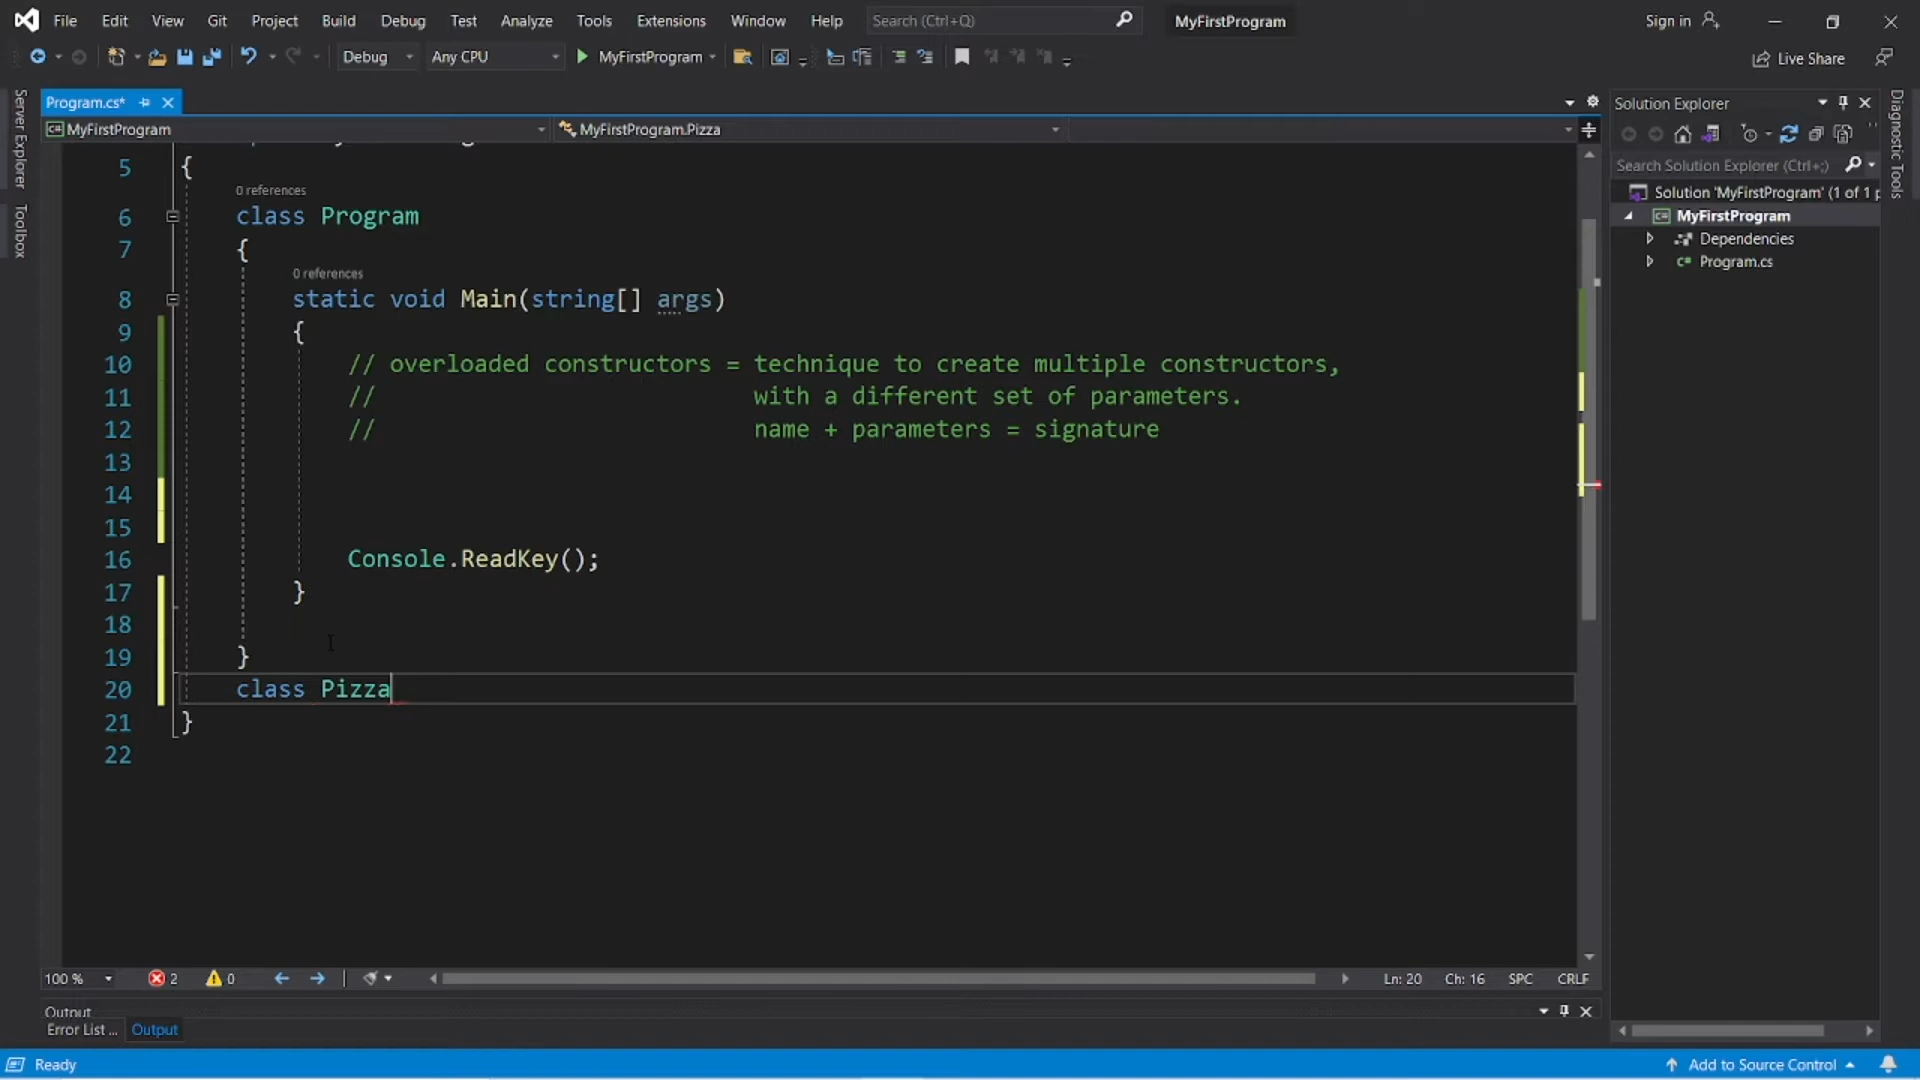 File Edit View Git Project Build Debug Test Analyze Tools Extensions Window Help Search (Ctrl+Q) MyFirstProgram Sign in
Debug Any CPU MyFirstProgram Live Share
Server Explorer
Toolbox
Program.cs*
MyFirstProgram MyFirstProgram.Pizza
5 {
0 references
6 class Program
7 {
0 references
8 static void Main(string[] args)
9 {
10 // overloaded constructors = technique to create multiple constructors,
11 // with a different set of parameters.
12 // name + parameters = signature
13
14
15
16 Console.ReadKey();
17 }
18
19 }
20 class Pizza
21 }
22
100 % 2 0 Ln: 20 Ch: 16 SPC CRLF
Output
Error List ... Output
Solution Explorer
Search Solution Explorer (Ctrl+;)
Solution 'MyFirstProgram' (1 of 1 p
MyFirstProgram
Dependencies
C# Program.cs
Diagnostic Tools
Ready Add to Source Control